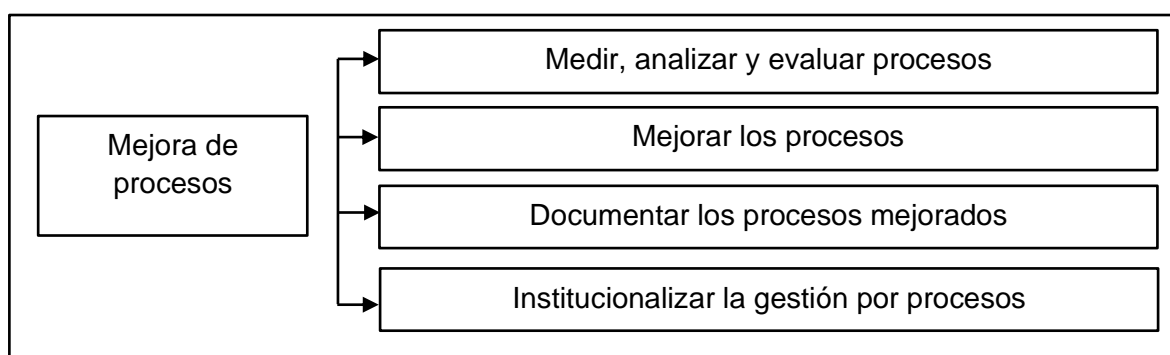 Mejora de
procesos
Medir, analizar y evaluar procesos
Mejorar los procesos
Documentar los procesos mejorados
Institucionalizar la gestión por procesos